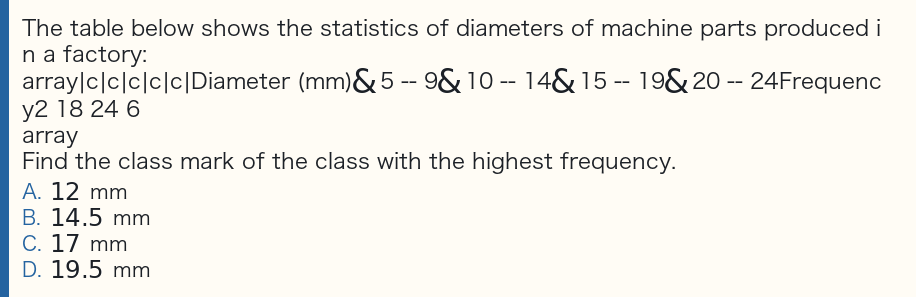 The table below shows the statistics of diameters of machine parts produced i
n a factory:
array|c|c|c|c|c|Diameter (mm)& 5 -- 9& 10 -- 14& 15 -- 19& 20 -- 24Frequenc
y2 18 24 6
array
Find the class mark of the class with the highest frequency.
A. 12 mm
B. 14.5 mm
C. 17 mm
D. 19.5 mm